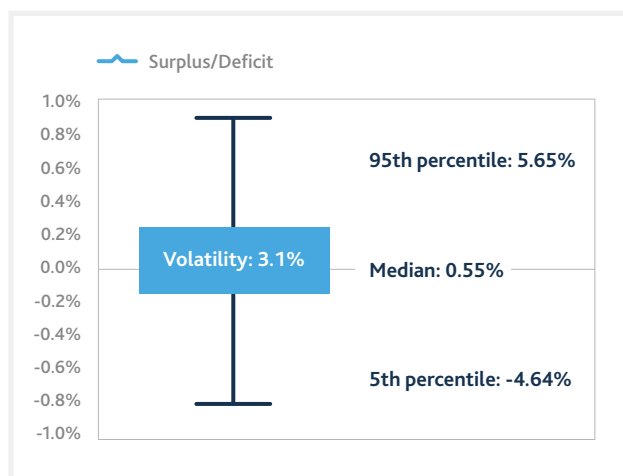 Surplus/Deficit
1.0%
0.8%
0.6%
0.4%
0.2%
0.0%
-0.2%
-0.4%
-0.6%
-0.8%
-1.0%
95th percentile: 5.65%
Volatility: 3.1%
Median: 0.55%
5th percentile: -4.64%